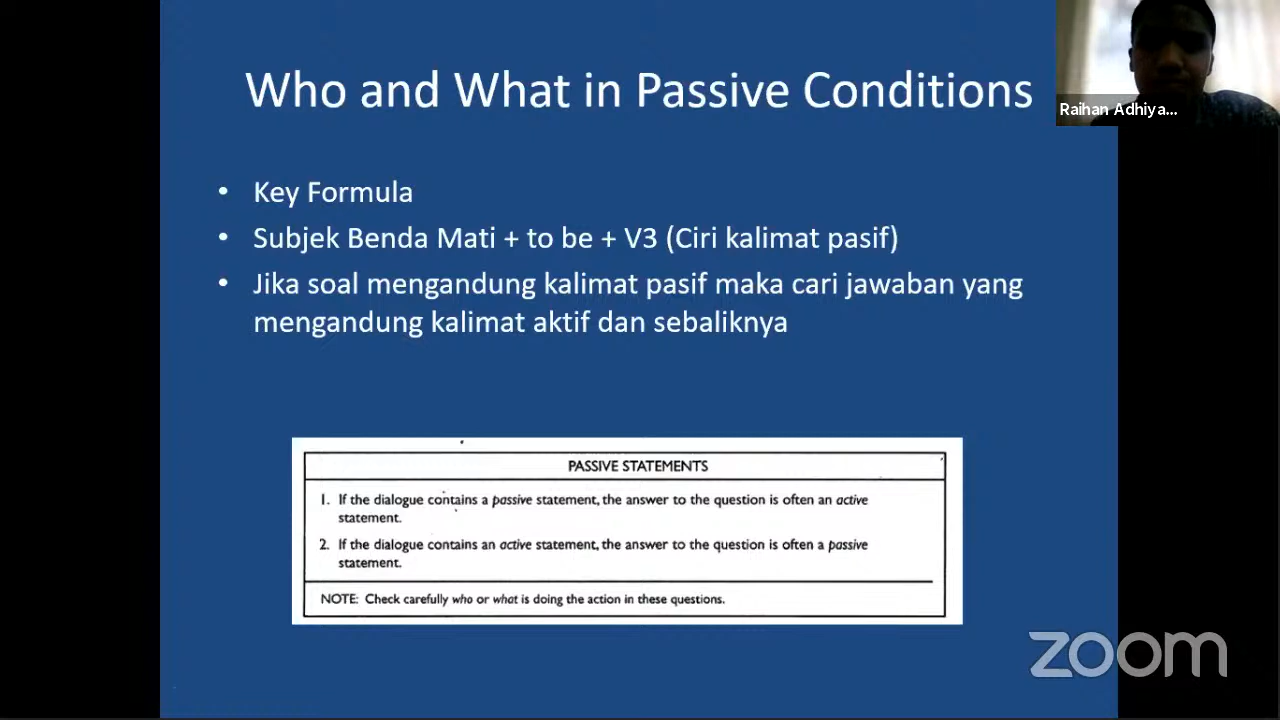 Who and What in Passive Conditions
Raihan Adhiya...
• Key Formula
• Subjek Benda Mati + to be + V3 (Ciri kalimat pasif)
• Jika soal mengandung kalimat pasif maka cari jawaban yang
mengandung kalimat aktif dan sebaliknya
PASSIVE STATEMENTS
1. If the dialogue contains a passive statement, the answer to the question is often an active
statement.
2. If the dialogue contains an active statement, the answer to the question is often a passive
statement.
NOTE: Check carefully who or what is doing the action in these questions.
zoom